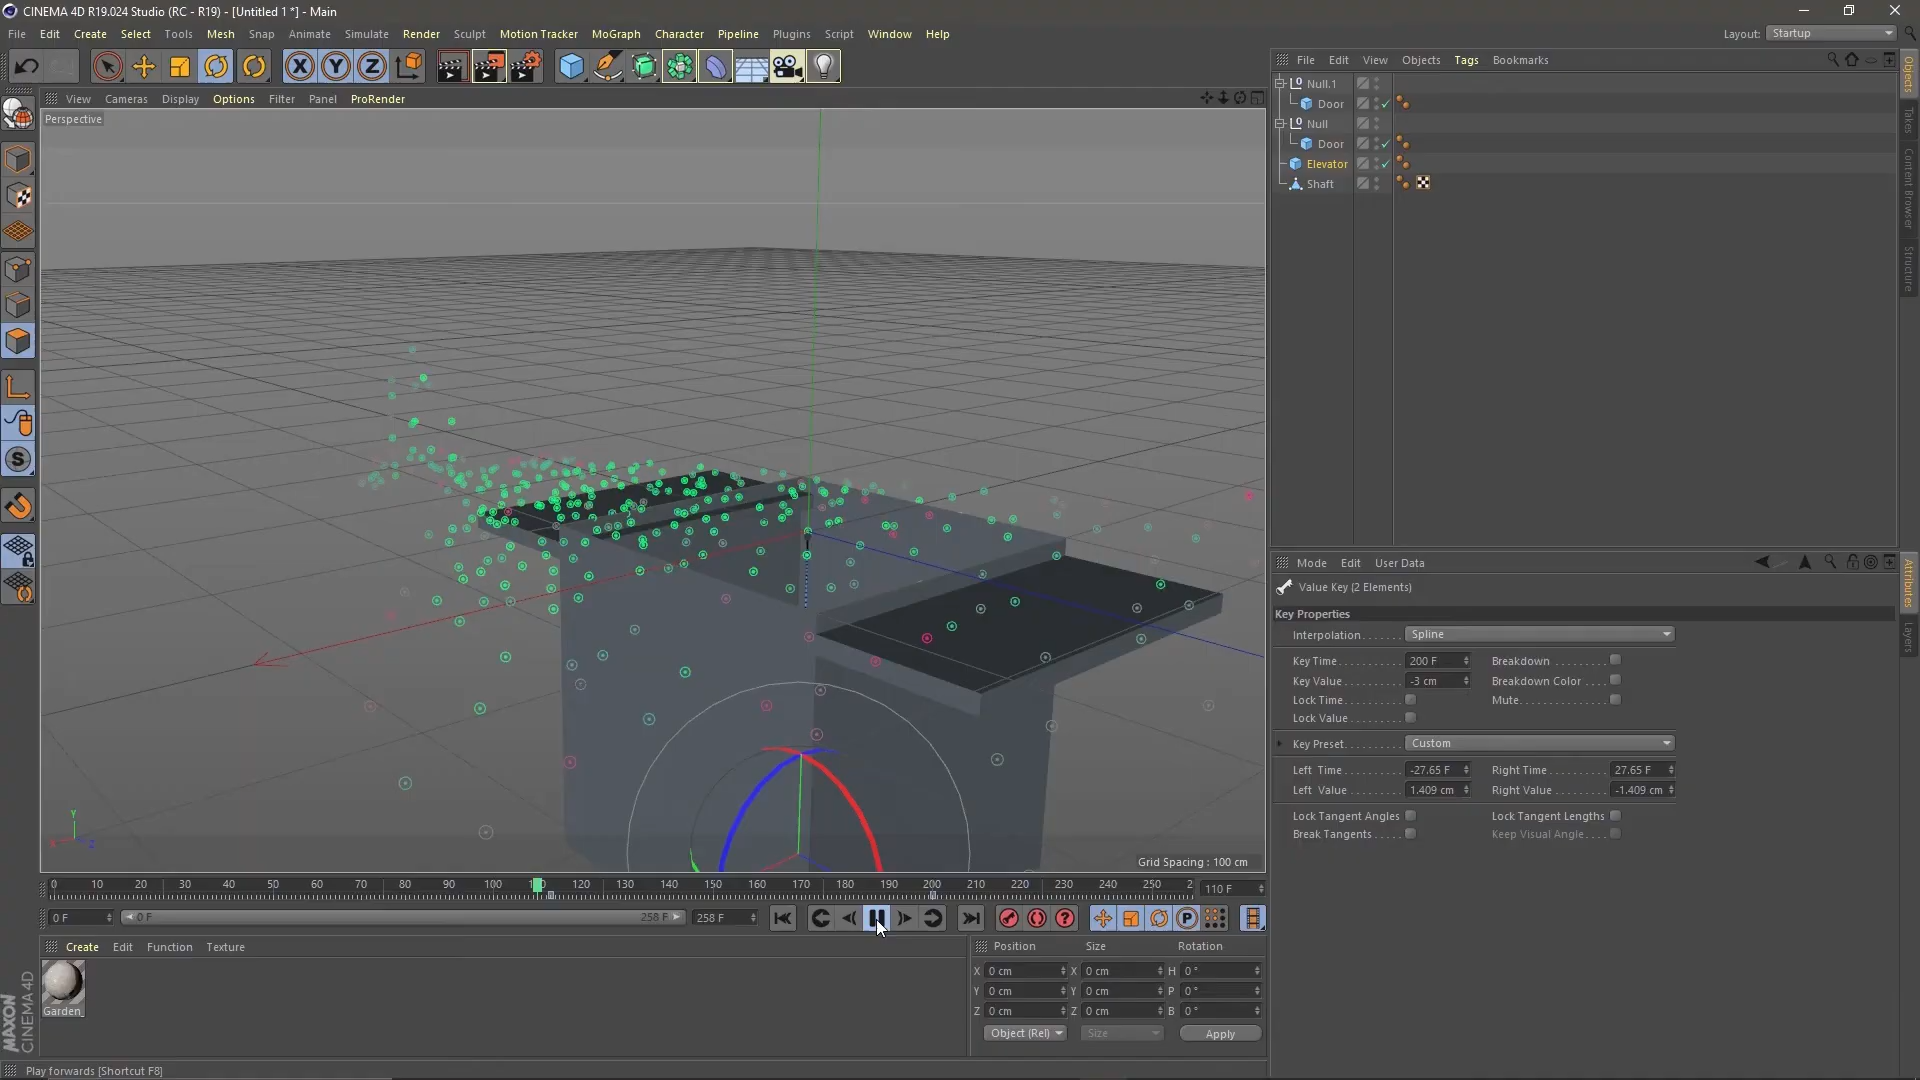 CINEMA 4D R19.024 Studio (RC - R19) - [Untitled 1 *] - Main
File Edit Create Select Tools Mesh Snap Animate Simulate Render Sculpt Motion Tracker MoGraph Character Pipeline Plugins Script Window Help
Layout: Startup
X Y Z
View Cameras Display Options Filter Panel ProRender
Perspective
Grid Spacing : 100 cm
File Edit View Objects Tags Bookmarks
Null.1
Door
Null
Door
Elevator
Shaft
Objects
Takes
Content Browser
Structure
Mode Edit User Data
Value Key (2 Elements)
Key Properties
Interpolation . . . . . . Spline
Key Time . . . . . . . . . 200 F
Breakdown . . . . . . . .
Key Value . . . . . . . . -3 cm
Breakdown Color . . .
Lock Time . . . . . . . .
Mute. . . . . . . . . . . . .
Lock Value . . . . . . . .
Key Preset. . . . . . . . . Custom
Left Time . . . . . . . . . -27.65 F
Right Time . . . . . . . . 27.65 F
Left Value . . . . . . . . 1.409 cm
Right Value . . . . . . . -1.409 cm
Lock Tangent Angles
Lock Tangent Lengths
Break Tangents . . . .
Keep Visual Angle. . .
Attributes
Layers
Y
X
Z
0 10 20 30 40 50 60 70 80 90 100 120 130 140 150 160 170 180 190 200 210 220 230 240 250 2
110 F
0 F
0 F
258 F
258 F
Create Edit Function Texture
Garden_
Position Size Rotation
X 0 cm X 0 cm H 0 °
Y 0 cm Y 0 cm P 0 °
Z 0 cm Z 0 cm B 0 °
Object (Rel) Size Apply
MAXON
CINEMA 4D
Play forwards [Shortcut F8]